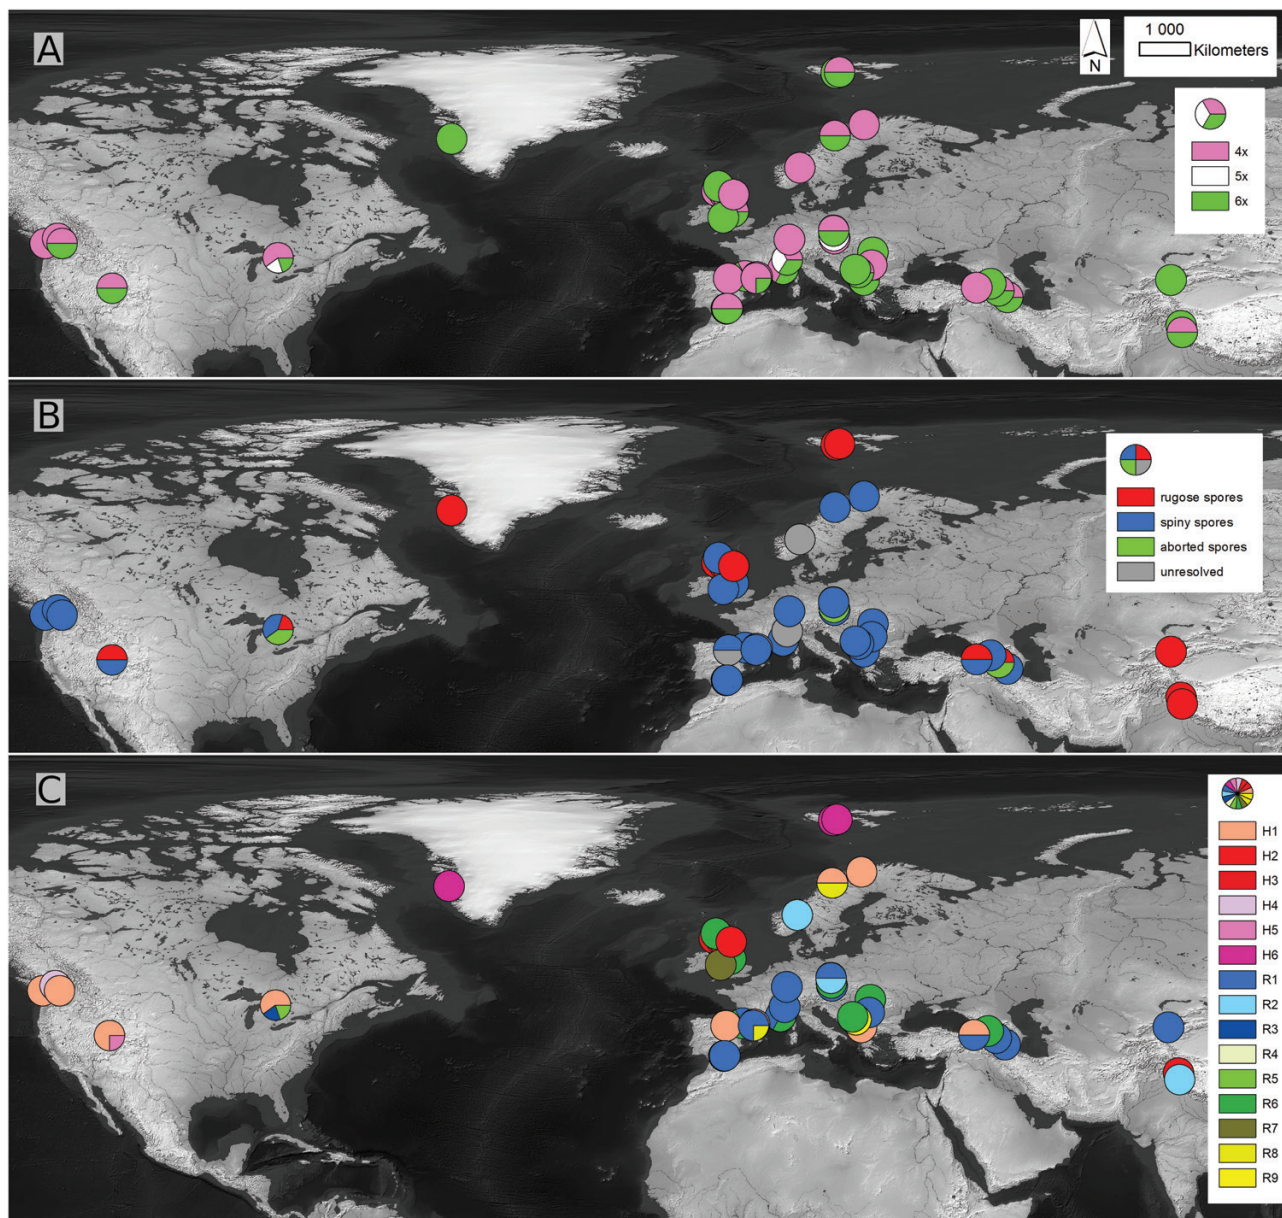 A
1 000
Kilometers
N
4x
5x
6x
B
rugose spores
spiny spores
aborted spores
unresolved
C
H1
H2
H3
H4
H5
H6
R1
R2
R3
R4
R5
R6
R7
R8
R9